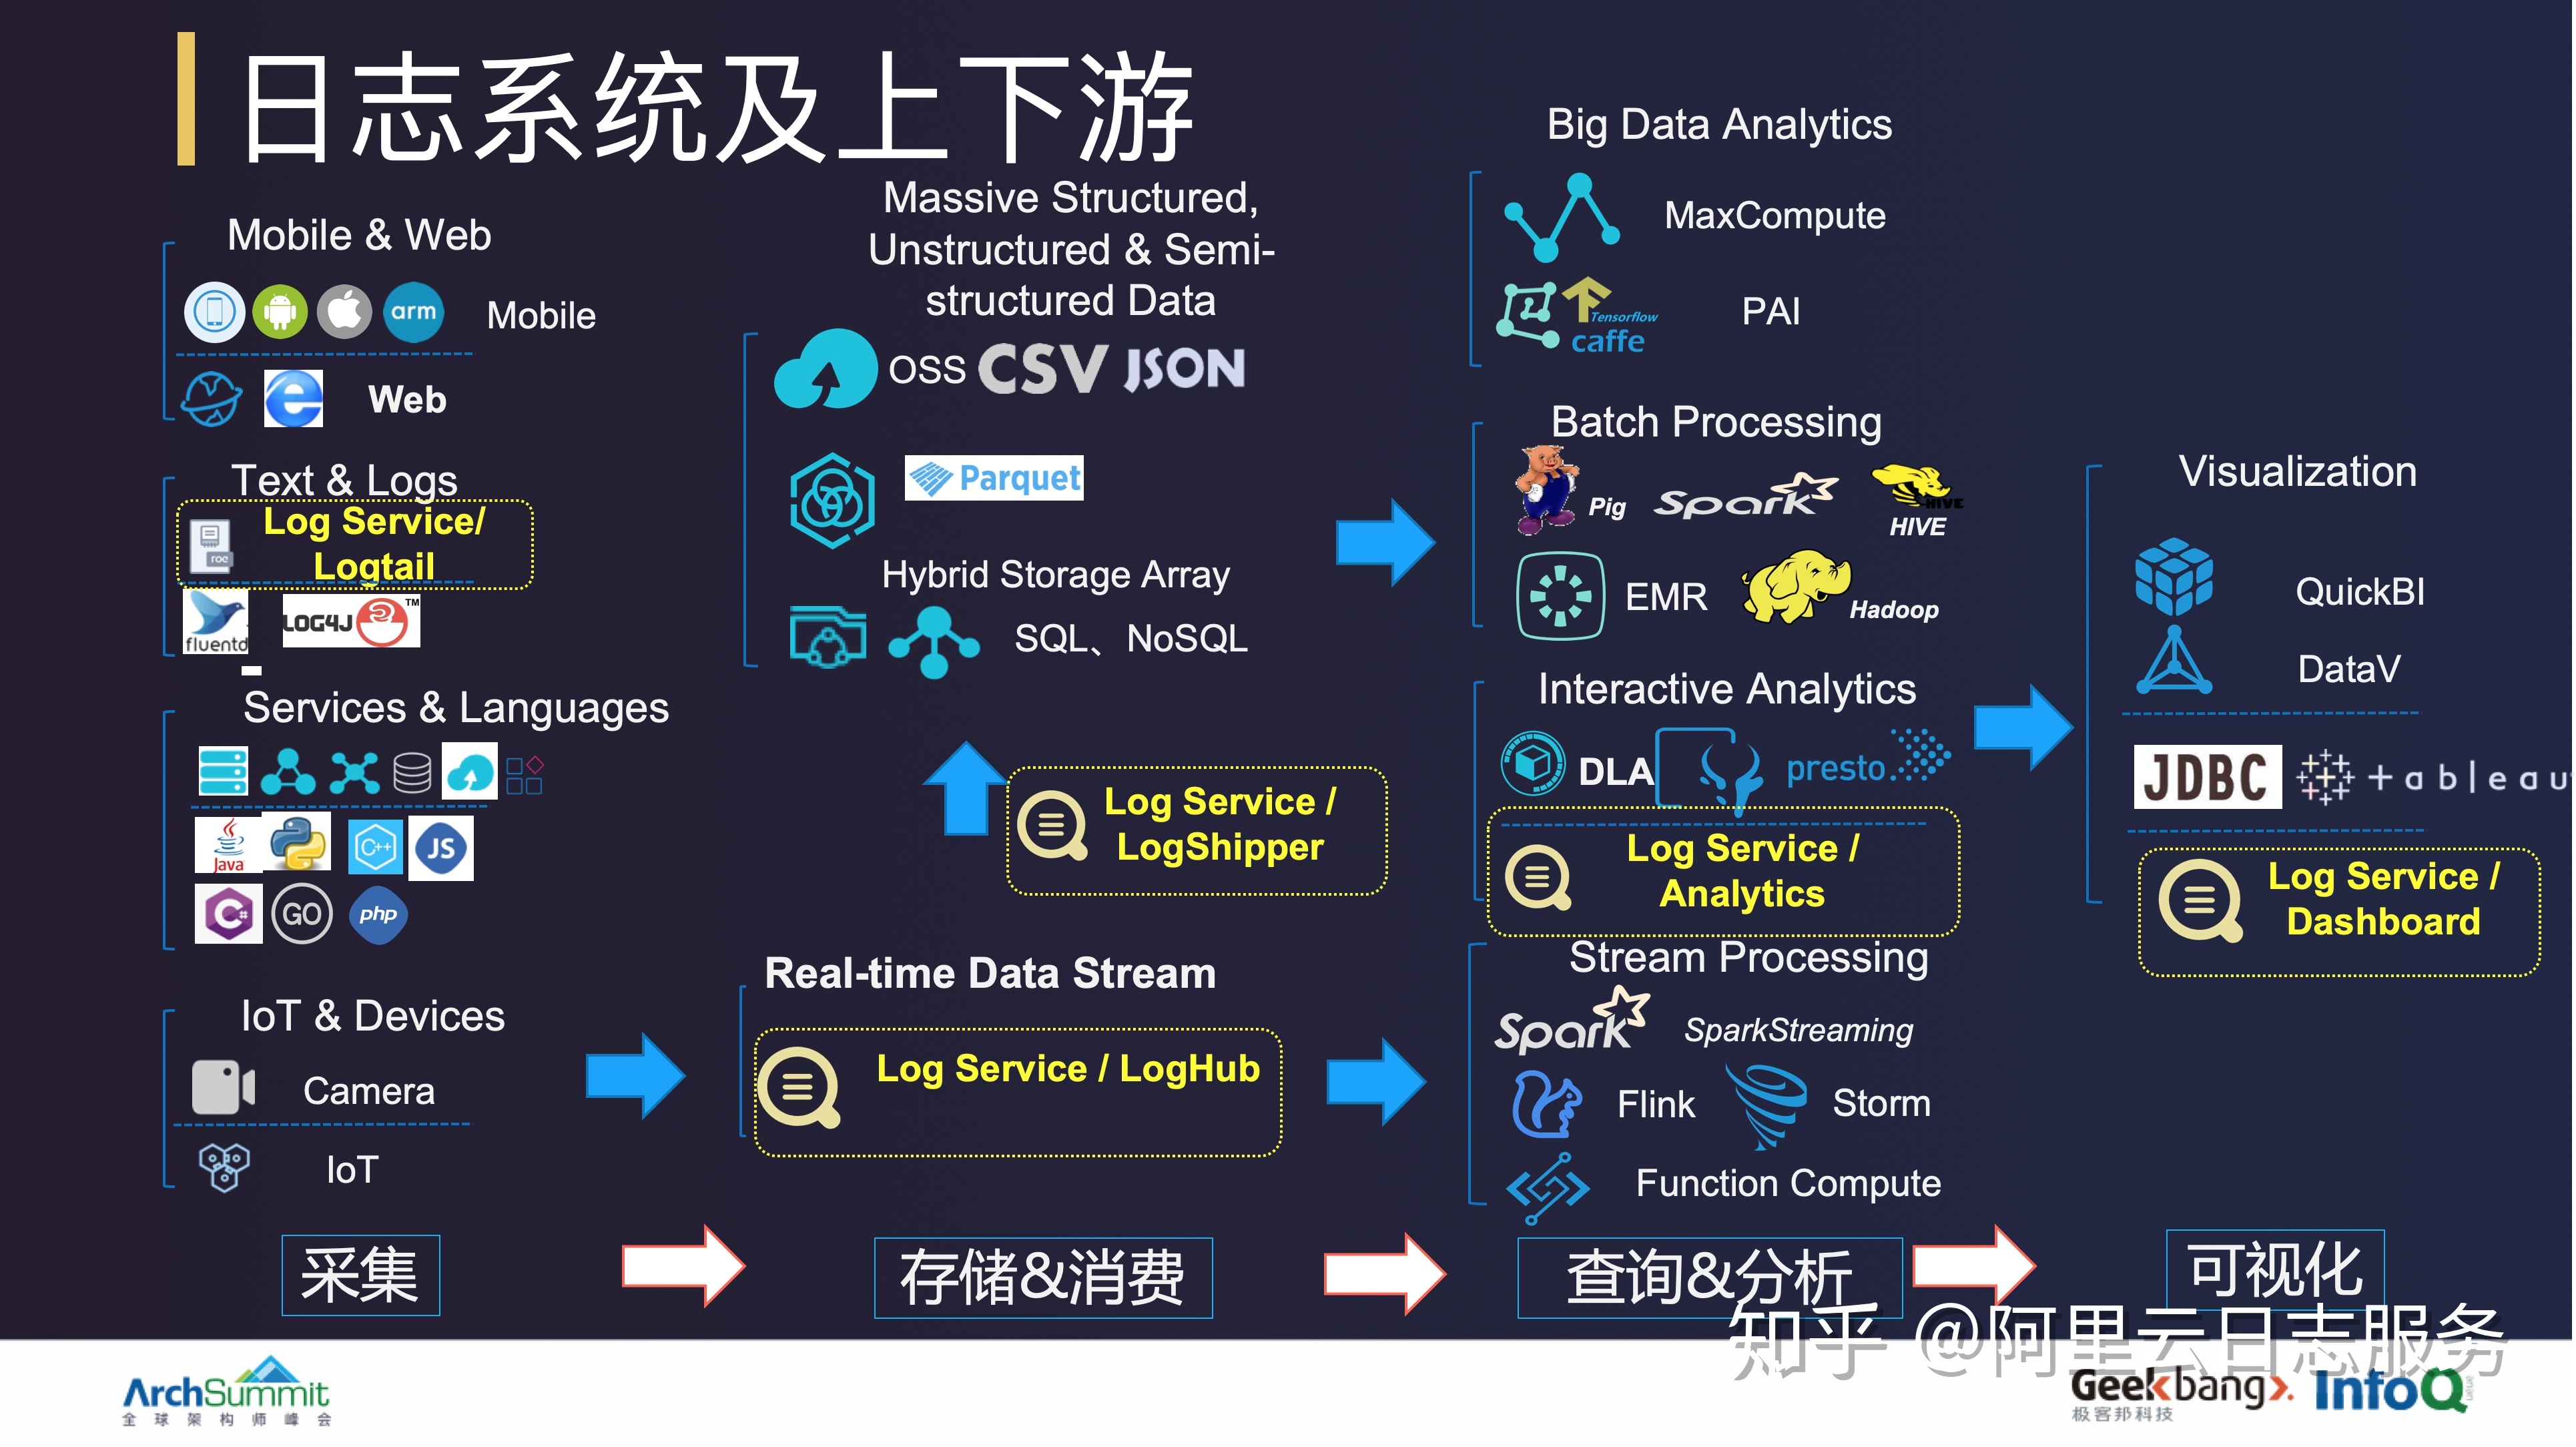 日志系统及上下游
Mobile & Web
arm
Mobile
Web
Text & Logs
Log Service/
Logtail
fluentd
LOG4J
TM
Services & Languages
Java
C++
JS
C#
GO
php
IoT & Devices
Camera
IoT
Massive Structured,
Unstructured & Semi-
structured Data
OSS
CSV
JSON
Parquet
Hybrid Storage Array
SQL、NoSQL
Log Service /
LogShipper
Real-time Data Stream
Log Service / LogHub
Big Data Analytics
MaxCompute
Tensorflow
caffe
PAI
Batch Processing
Pig
Spark
HIVE
HIVE
EMR
Hadoop
Interactive Analytics
DLA
presto
Log Service /
Analytics
Stream Processing
Spark
SparkStreaming
Flink
Storm
Function Compute
Visualization
QuickBI
DataV
JDBC
+ableau
Log Service /
Dashboard
采集
存储&消费
查询&分析
可视化
知乎 @阿里云日志服务
ArchSummit
全球架构师峰会
Geekbang>.
极客邦科技
InfoQ